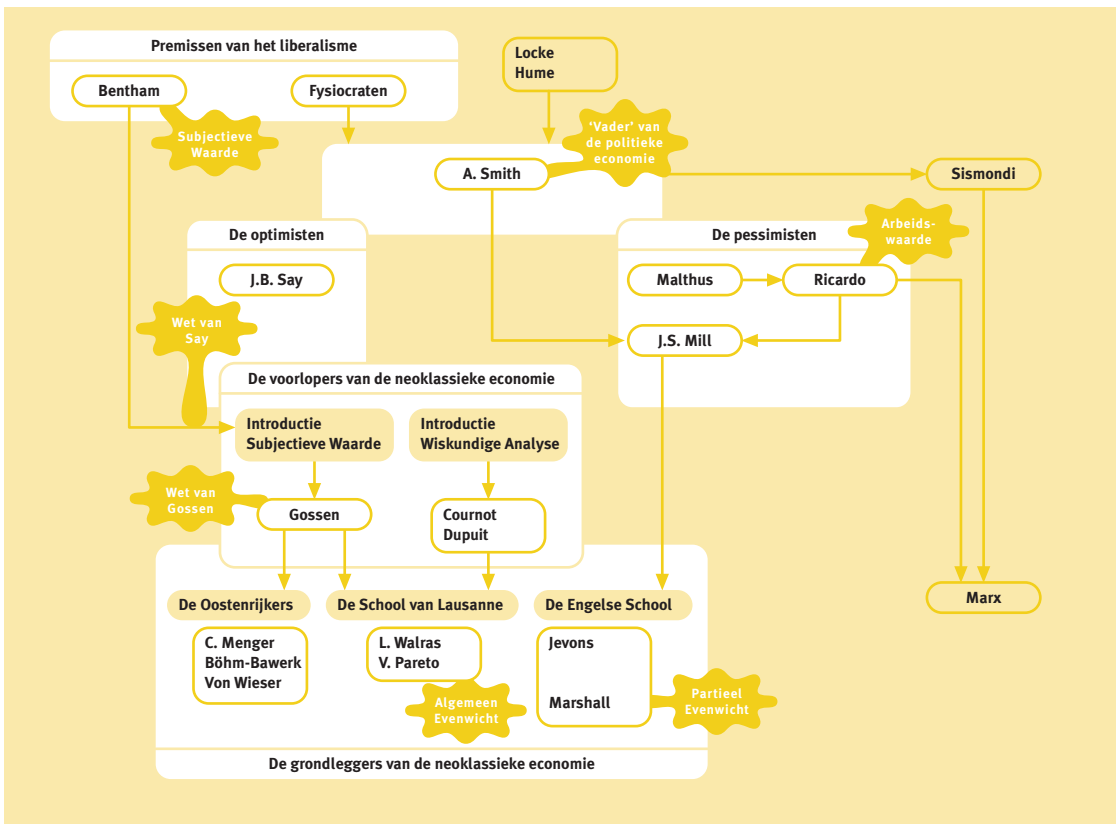 Premissen van het liberalisme
Locke
Hume
Bentham
Fysiocraten
'Vader' van
de politieke
economie
Subjectieve
Waarde
A. Smith
Sismondi
De optimisten
De pessimisten
Arbeids-
waarde
J.B. Say
Malthus
Ricardo
Wet van
Say
J.S. Mill
De voorlopers van de neoklassieke economie
Introductie
Subjectieve Waarde
Introductie
Wiskundige Analyse
Wet van
Gossen
Gossen
Cournot
Dupuit
De Oostenrijkers
De School van Lausanne
De Engelse School
Marx
C. Menger
Böhm-Bawerk
Von Wieser
L. Walras
V. Pareto
Jevons
Marshall
Algemeen
Evenwicht
Partieel
Evenwicht
De grondleggers van de neoklassieke economie